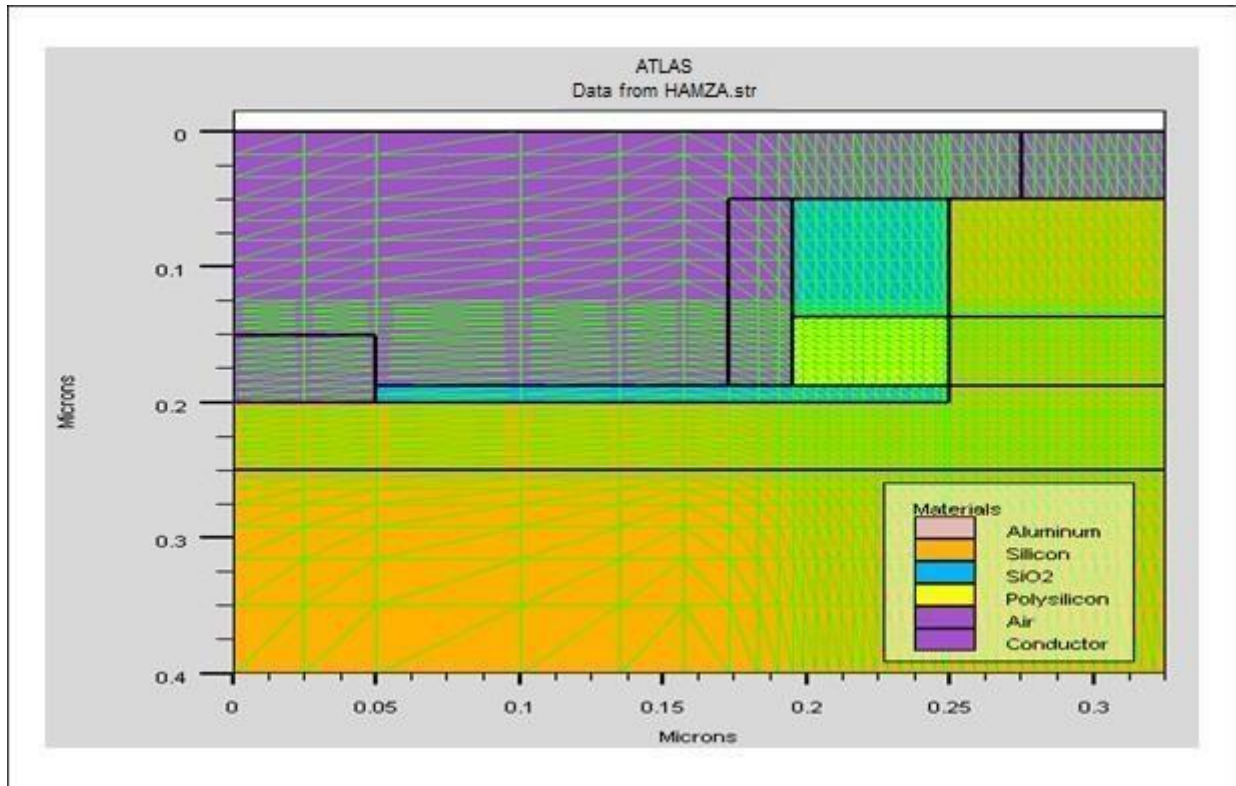 ATLAS
Data from HAMZA.str
0
0.1
0.2
0.3
0.4
Microns
Materials
Aluminum
Silicon
SiO2
Polysilicon
Air
Conductor
0 0.05 0.1 0.15 0.2 0.25 0.3
Microns